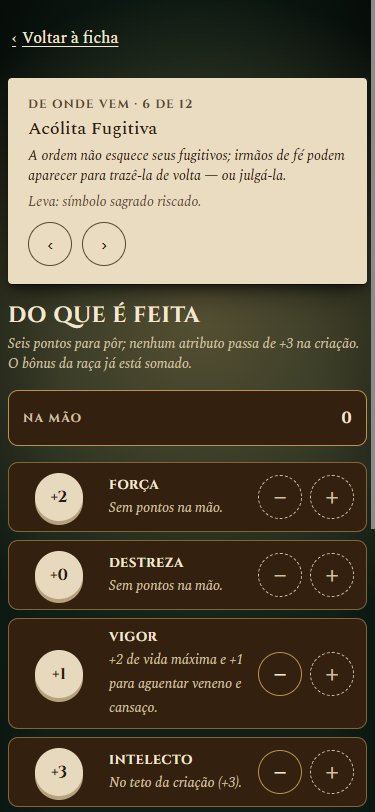 ‹ Voltar à ficha
DE ONDE VEM · 6 DE 12
Acólita Fugitiva
A ordem não esquece seus fugitivos; irmãos de fé podem
aparecer para trazê-la de volta — ou julgá-la.
Leva: símbolo sagrado riscado.
‹ ›
DO QUE É FEITA
Seis pontos para pôr; nenhum atributo passa de +3 na criação.
O bônus da raça já está somado.
NA MÃO 0
+2 FORÇA
Sem pontos na mão. − +
+0 DESTREZA
Sem pontos na mão. − +
VIGOR
+1 +2 de vida máxima e +1 − +
para aguentar veneno e
cansaço.
+3 INTELECTO
No teto da criação (+3). − +